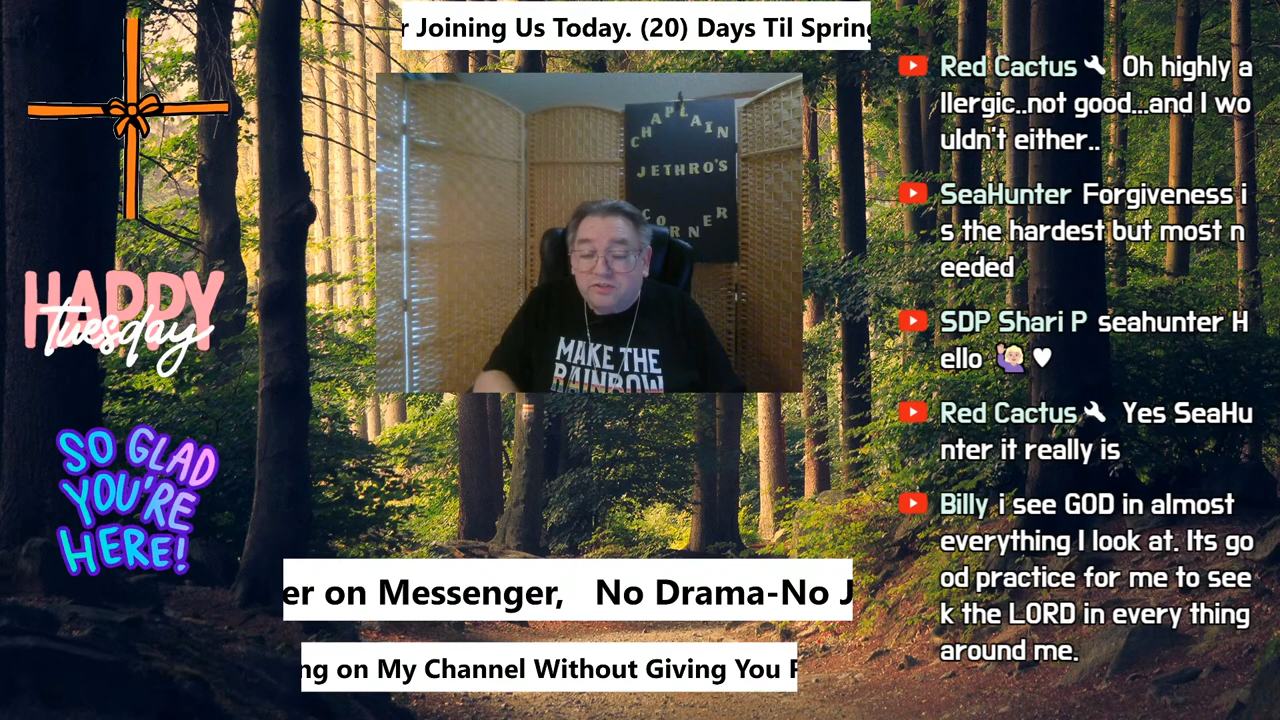 r Joining Us Today. (20) Days Til Spring
CHAPLAIN
JETHRO'S
CORNER
MAKE THE
RAINBOW
HAPPY
tuesday
SO GLAD
YOU'RE
HERE!
er on Messenger, No Drama-No J
ng on My Channel Without Giving You
Red Cactus Oh highly a
llergic..not good...and I wo
uldn't either..
SeaHunter Forgiveness i
s the hardest but most n
eeded
SDP Shari P seahunter H
ello
Red Cactus Yes SeaHu
nter it really is
Billy i see GOD in almost
everything I look at. Its go
od practice for me to see
k the LORD in every thing
around me.